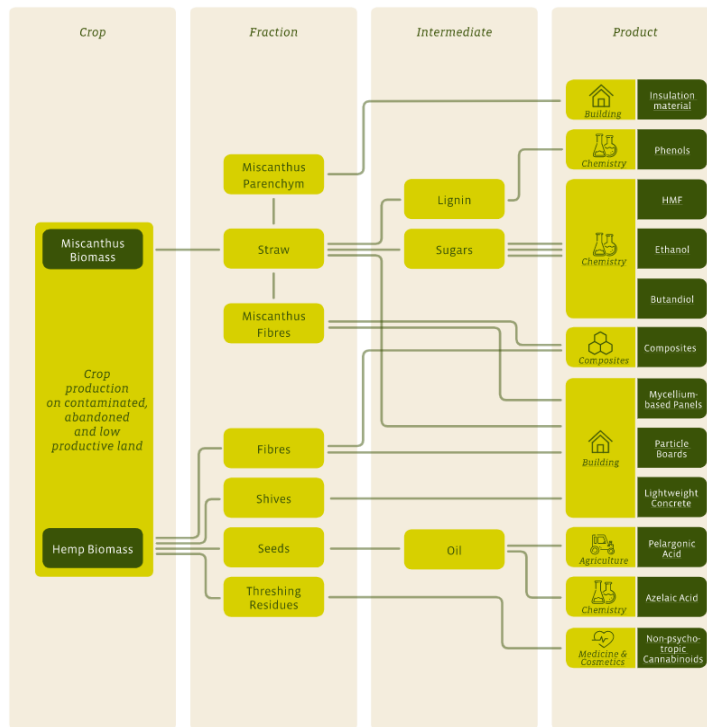 Crop
Fraction
Intermediate
Product
Insulation
material
Building
Phenols
Chemistry
Miscanthus
Parenchym
Lignin
HMF
Miscanthus
Biomass
Straw
Sugars
Ethanol
Chemistry
Butandiol
Miscanthus
Fibres
Composites
Composites
Crop
production
on contaminated,
abandoned
and low
productive land
Mycellium-
based Panels
Fibres
Particle
Boards
Building
Shives
Lightweight
Concrete
Hemp Biomass
Seeds
Oil
Pelargonic
Acid
Agriculture
Threshing
Residues
Azelaic Acid
Chemistry
Non-psycho-
tropic
Cannabinoids
Medicine &
Cosmetics